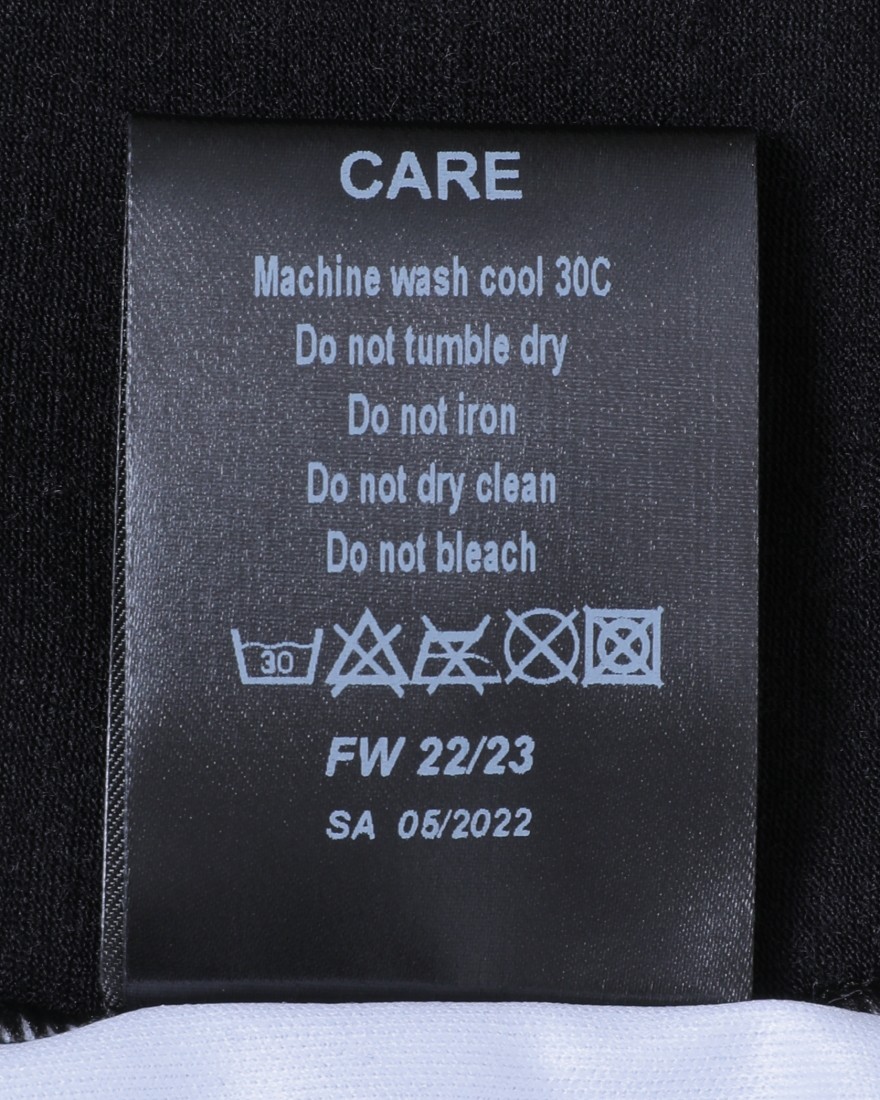 CARE
Machine wash cool 30C
Do not tumble dry
Do not iron
Do not dry clean
Do not bleach
30
FW 22/23
SA 05/2022